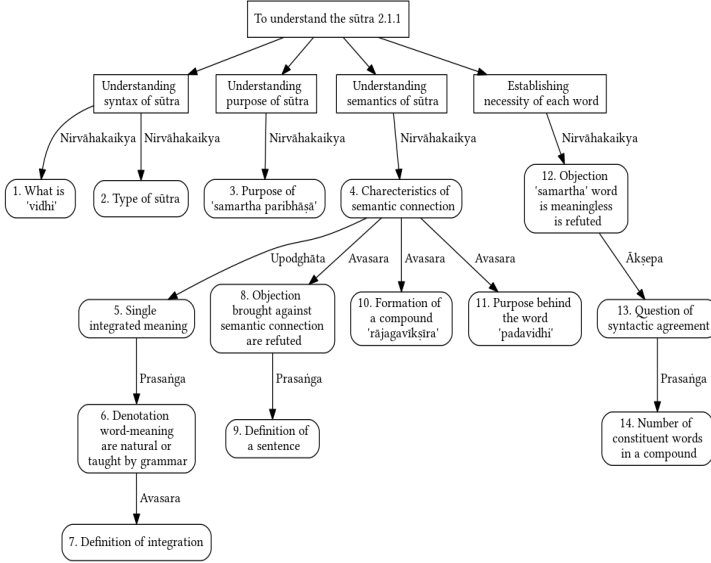 To understand the sūtra 2.1.1
Understanding
syntax of sūtra
Understanding
purpose of sūtra
Understanding
semantics of sūtra
Establishing
necessity of each word
Nirvāhakaikya
Nirvāhakaikya
Nirvāhakaikya
Nirvāhakaikya
Nirvāhakaikya
1. What is
'vidhi'
2. Type of sūtra
3. Purpose of
'samartha paribhāṣā'
4. Charecteristics of
semantic connection
12. Objection
'samartha' word
is meaningless
is refuted
Upodghāta
Avasara
Avasara
Avasara
Ākṣepa
5. Single
integrated meaning
8. Objection
brought against
semantic connection
are refuted
10. Formation of
a compound
'rājagavīkṣīra'
11. Purpose behind
the word
'padavidhi'
13. Question of
syntactic agreement
Prasaṅga
Prasaṅga
Prasaṅga
6. Denotation
word-meaning
are natural or
taught by grammar
9. Definition of
a sentence
14. Number of
constituent words
in a compound
Avasara
7. Definition of integration